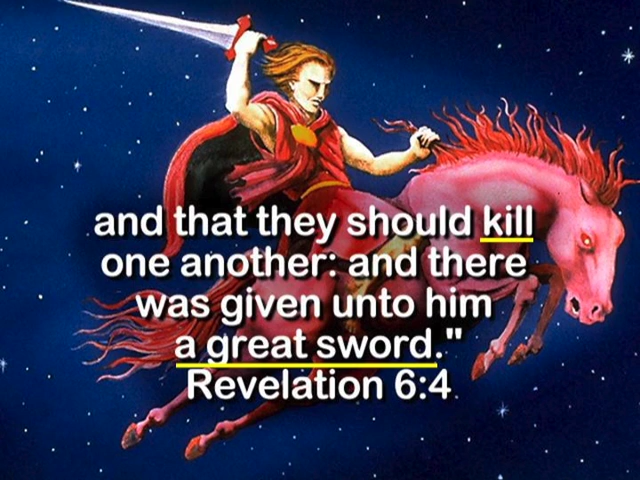 and that they should kill
one another: and there
was given unto him
a great sword."
Revelation 6:4